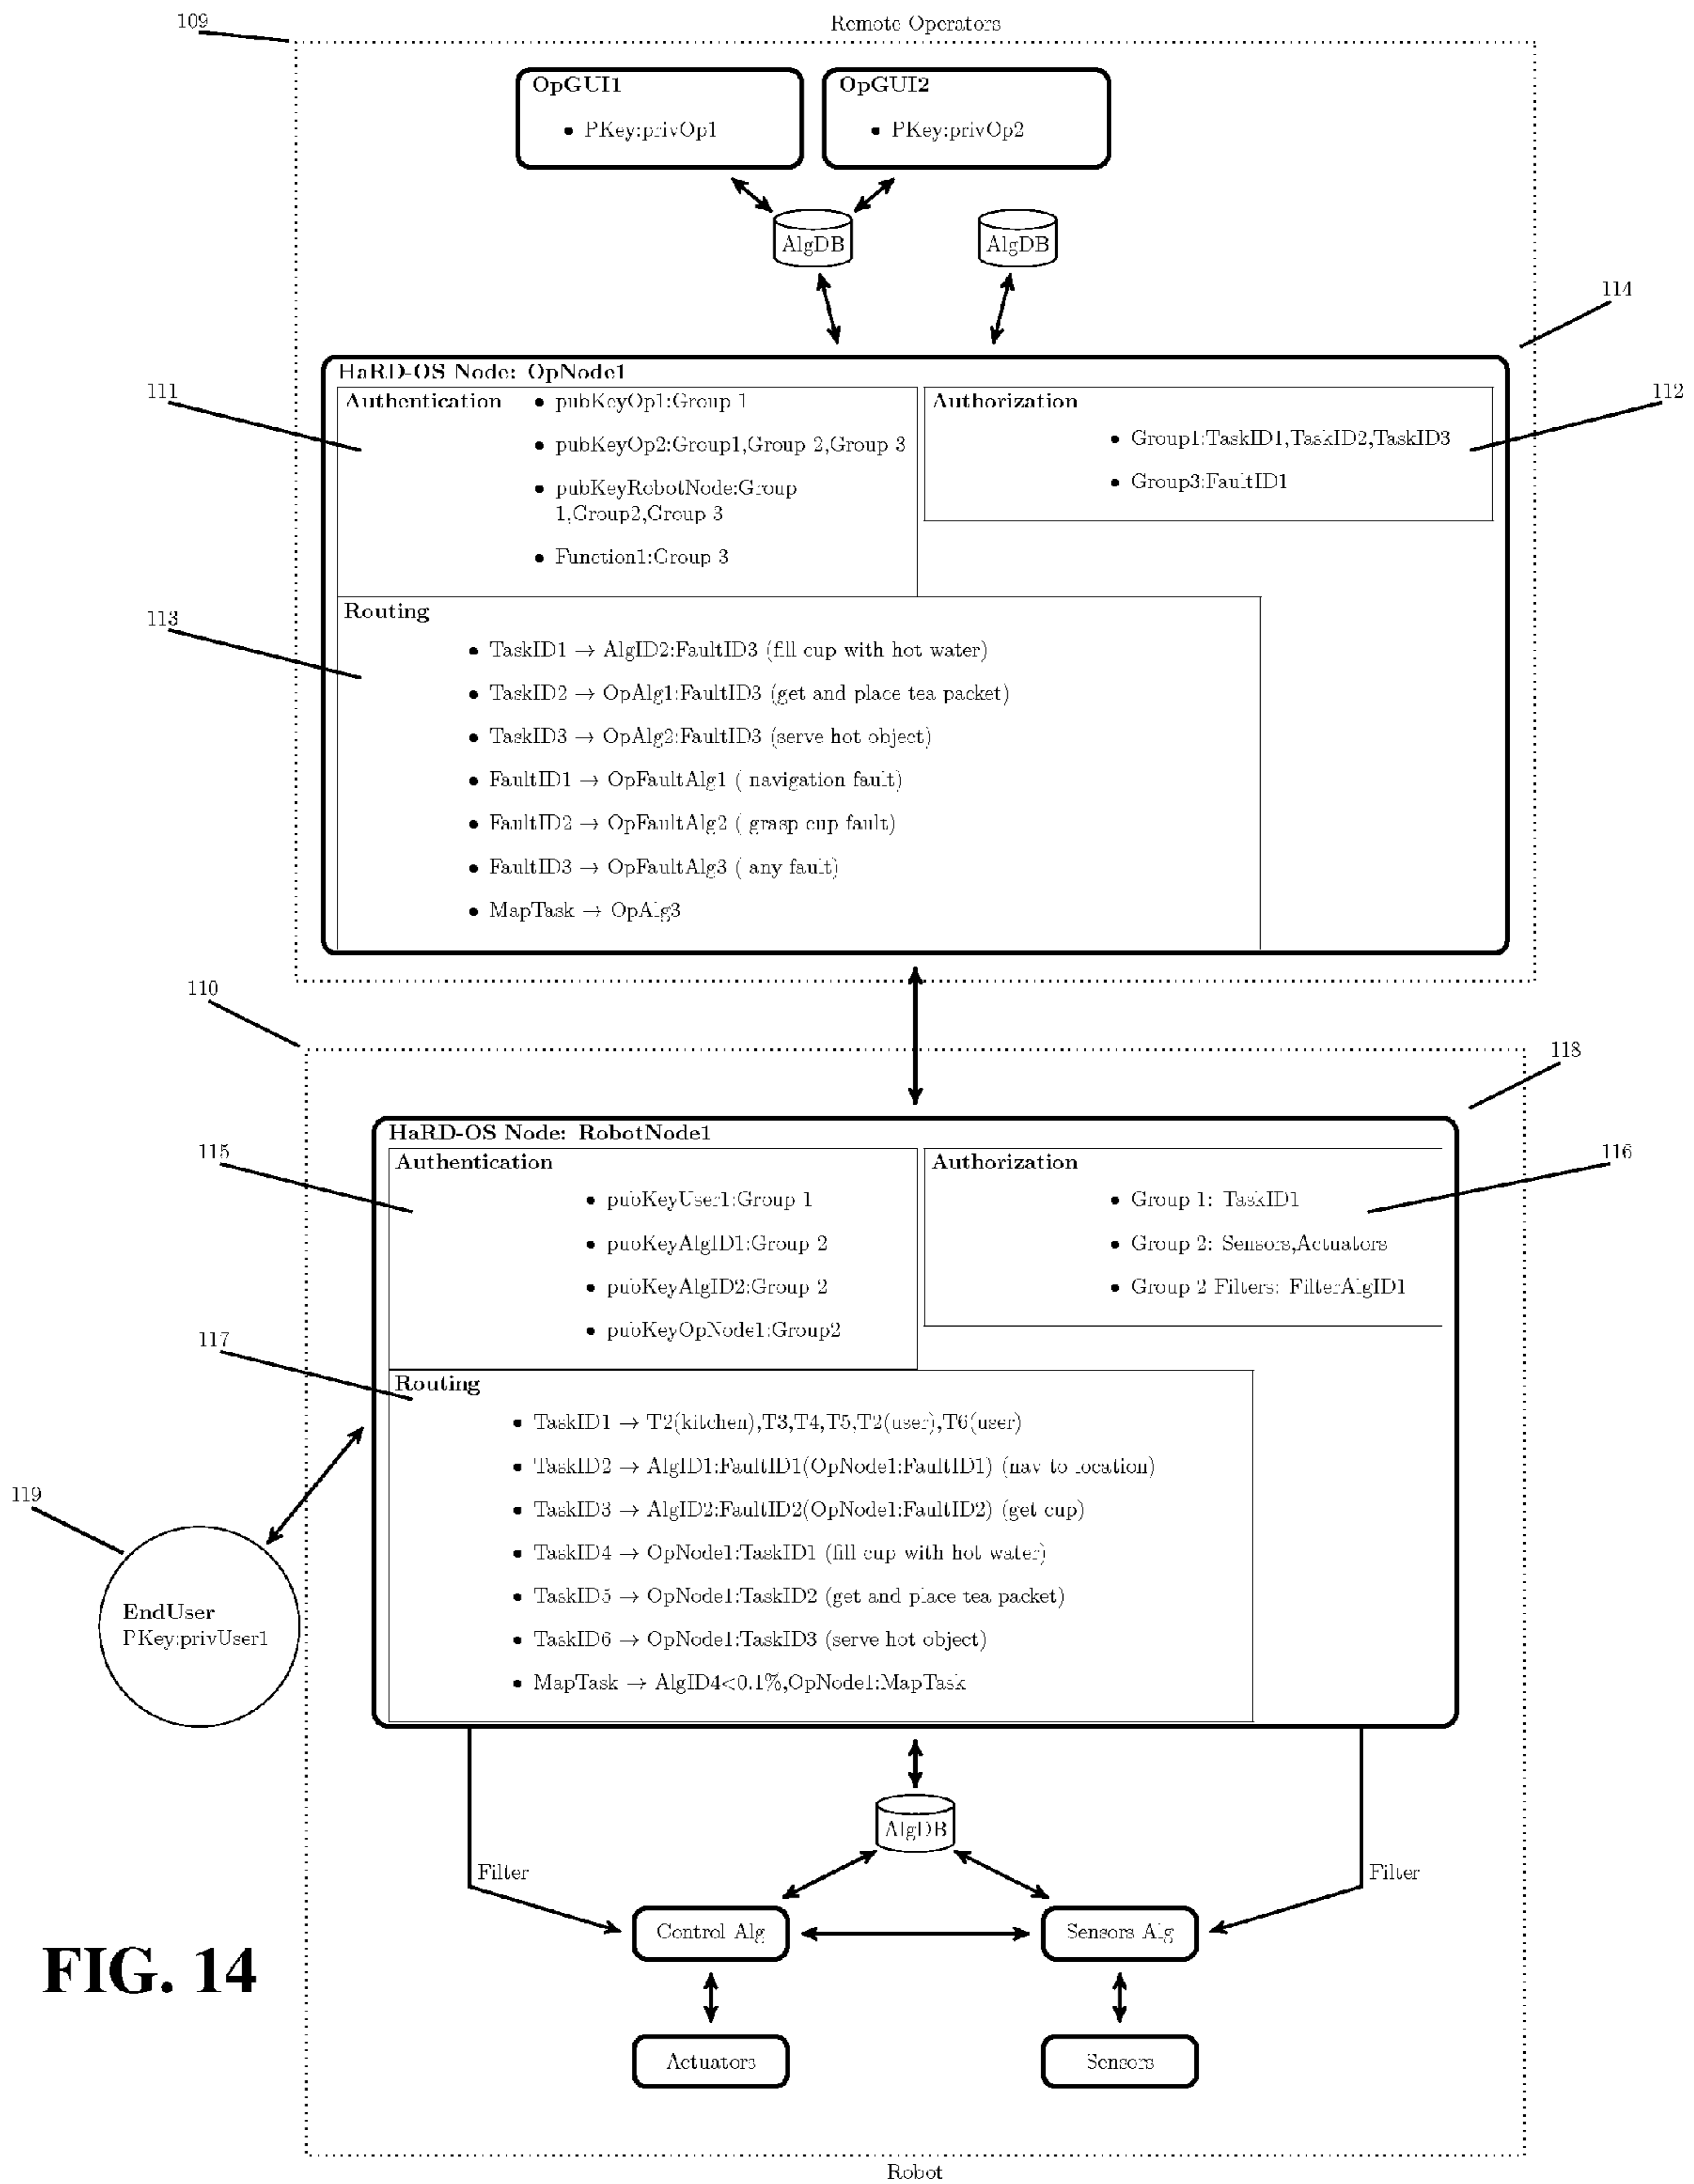 109
Remote Operators
OpGUI1
• PKey:privOp1
OpGUI2
• PKey:privOp2
AlgDB
AlgDB
114
HaRD-OS Node: OpNode1
111
Authentication
• pubKeyOp1:Group 1
• pubKeyOp2:Group1,Group 2,Group 3
• pubKeyRobotNode:Group
1,Group2,Group 3
• Function1:Group 3
Authorization
• Group1:TaskID1,TaskID2,TaskID3
• Group3:FaultID1
112
113
Routing
• TaskID1 → AlgID2:FaultID3 (fill cup with hot water)
• TaskID2 → OpAlg1:FaultID3 (get and place tea packet)
• TaskID3 → OpAlg2:FaultID3 (serve hot object)
• FaultID1 → OpFaultAlg1 ( navigation fault)
• FaultID2 → OpFaultAlg2 ( grasp cup fault)
• FaultID3 → OpFaultAlg3 ( any fault)
• MapTask → OpAlg3
110
118
HaRD-OS Node: RobotNode1
115
Authentication
• pubKeyUser1:Group 1
• pubKeyAlgID1:Group 2
• pubKeyAlgID2:Group 2
• pubKeyOpNode1:Group2
Authorization
• Group 1: TaskID1
• Group 2: Sensors,Actuators
• Group 2 Filters: FilterAlgID1
116
117
Routing
• TaskID1 → T2(kitchen),T3,T4,T5,T2(user),T6(user)
• TaskID2 → AlgID1:FaultID1(OpNode1:FaultID1) (nav to location)
• TaskID3 → AlgID2:FaultID2(OpNode1:FaultID2) (get cup)
• TaskID4 → OpNode1:TaskID1 (fill cup with hot water)
• TaskID5 → OpNode1:TaskID2 (get and place tea packet)
• TaskID6 → OpNode1:TaskID3 (serve hot object)
• MapTask → AlgID4<0.1%,OpNode1:MapTask
119
EndUser
PKey:privUser1
AlgDB
Filter
Filter
Control Alg
Sensors Alg
Actuators
Sensors
FIG. 14
Robot